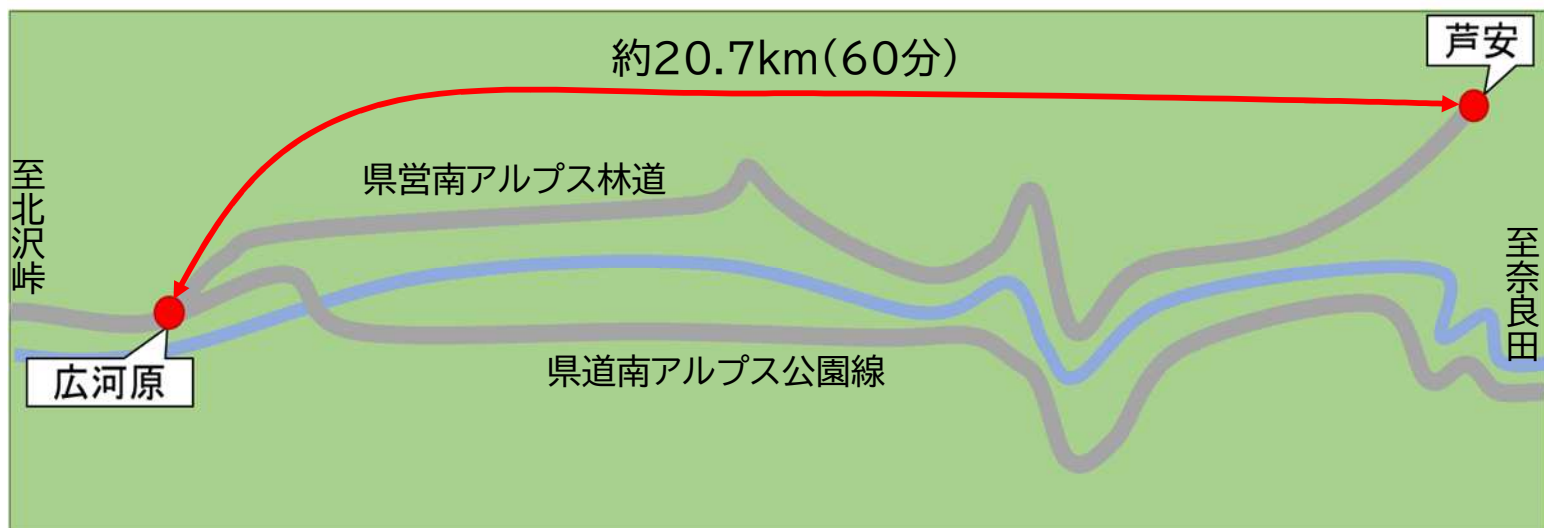 約20.7km(60分)
芦安
県営南アルプス林道
至北沢峠
至奈良田
広河原
県道南アルプス公園線